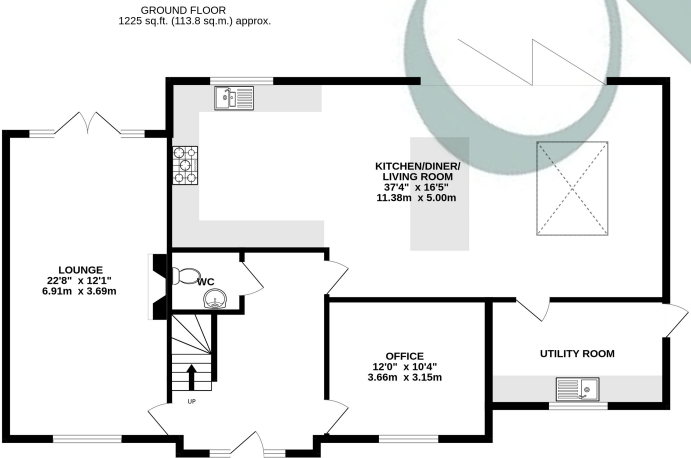 GROUND FLOOR
1225 sq.ft. (113.8 sq.m.) approx.
KITCHEN/DINER/
LIVING ROOM
37'4" x 16'5"
11.38m x 5.00m
LOUNGE
22'8" x 12'1"
6.91m x 3.69m
WC
OFFICE
12'0" x 10'4"
3.66m x 3.15m
UTILITY ROOM
UP